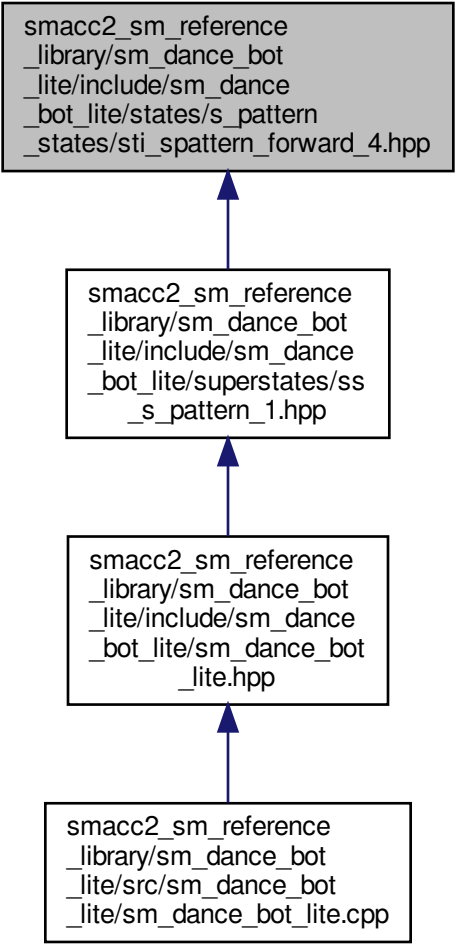 smacc2_sm_reference
_library/sm_dance_bot
_lite/include/sm_dance
_bot_lite/states/s_pattern
_states/sti_spattern_forward_4.hpp
smacc2_sm_reference
_library/sm_dance_bot
_lite/include/sm_dance
_bot_lite/superstates/ss
_s_pattern_1.hpp
smacc2_sm_reference
_library/sm_dance_bot
_lite/include/sm_dance
_bot_lite/sm_dance_bot
_lite.hpp
smacc2_sm_reference
_library/sm_dance_bot
_lite/src/sm_dance_bot
_lite/sm_dance_bot_lite.cpp